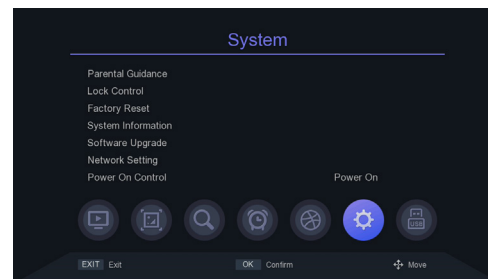 System
Parental Guidance
Lock Control
Factory Reset
System Information
Software Upgrade
Network Setting
Power On Control Power On
USB
EXIT Exit OK Confirm Move